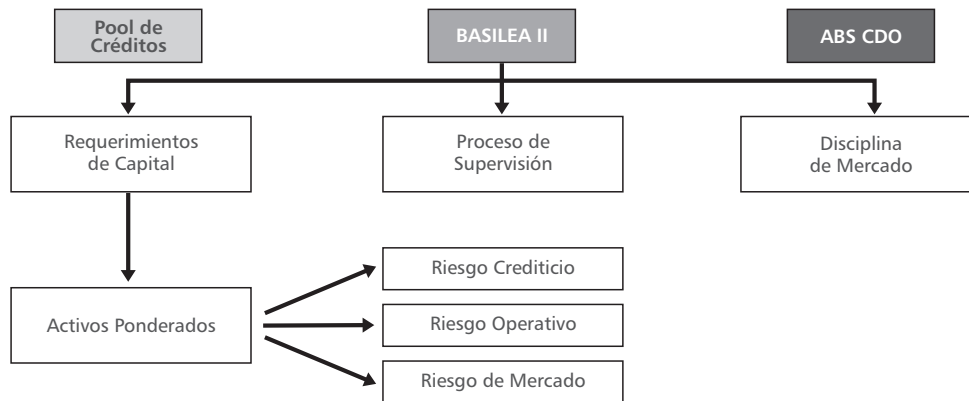 Pool de
Créditos
BASILEA II
ABS CDO
Requerimientos
de Capital
Proceso de
Supervisión
Disciplina
de Mercado
Activos Ponderados
Riesgo Crediticio
Riesgo Operativo
Riesgo de Mercado